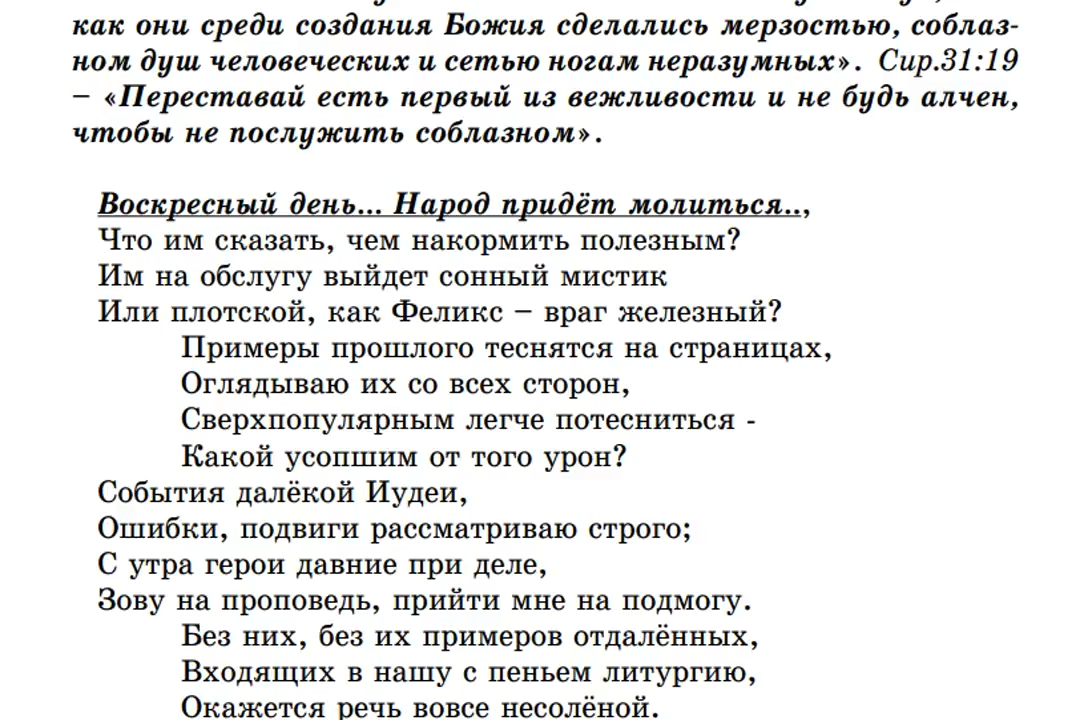 как они среди создания Божия сделались мерзостью, соблаз-
ном душ человеческих и сетью ногам неразумных». Сир.31:19
– «Переставай есть первый из вежливости и не будь алчен,
чтобы не послужить соблазном».
Воскресный день... Народ придёт молиться..,
Что им сказать, чем накормить полезным?
Им на обслугу выйдет сонный мистик
Или плотской, как Феликс – враг железный?
Примеры прошлого теснятся на страницах,
Оглядываю их со всех сторон,
Сверхпопулярным легче потесниться -
Какой усопшим от того урон?
События далёкой Иудеи,
Ошибки, подвиги рассматриваю строго;
С утра герои давние при деле,
Зову на проповедь, прийти мне на подмогу.
Без них, без их примеров отдалённых,
Входящих в нашу с пеньем литургию,
Окажется речь вовсе несолёной.